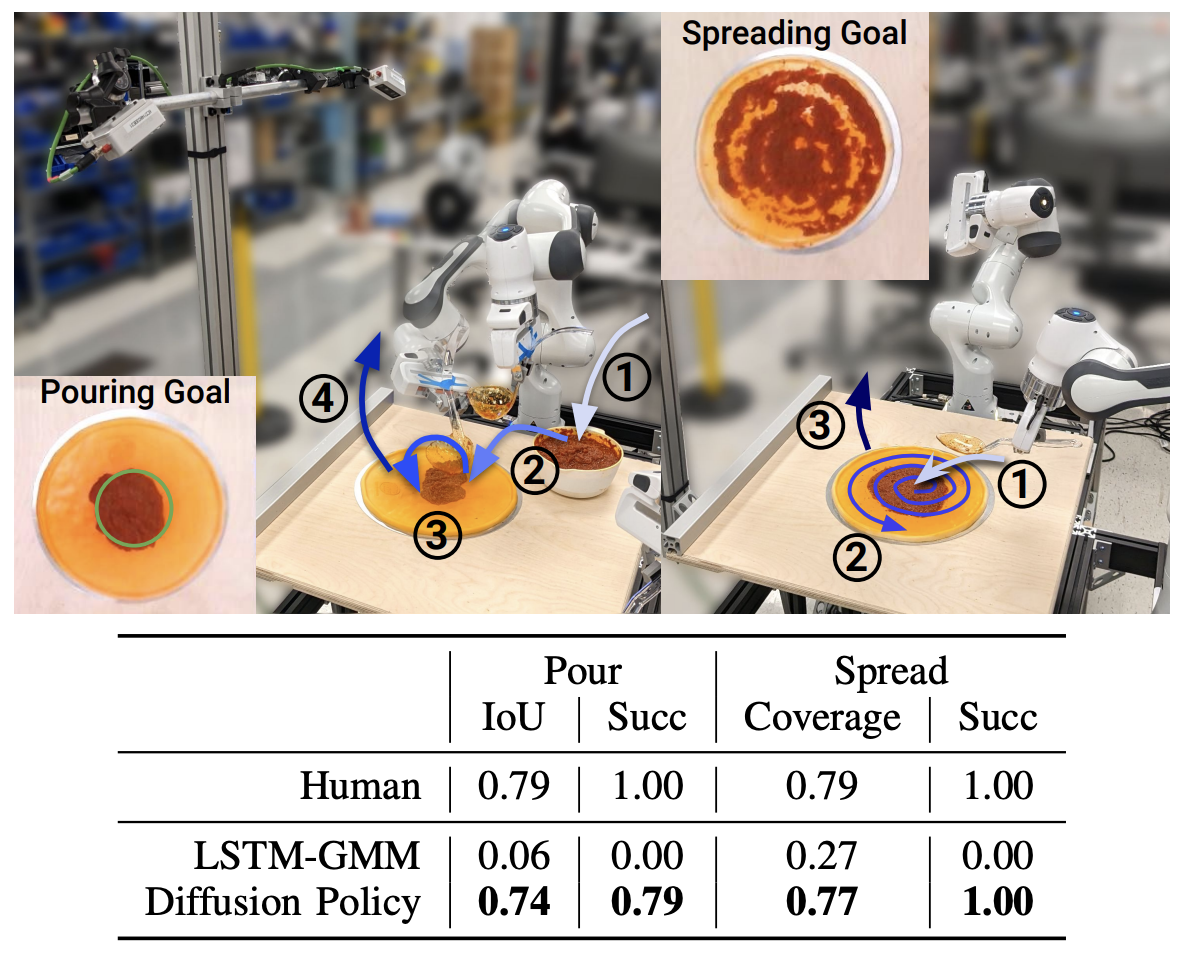 Spreading Goal
Pouring Goal
④
①
②
③
③
①
②
Pour Spread
IoU Succ Coverage Succ
Human 0.79 1.00 0.79 1.00
LSTM-GMM 0.06 0.00 0.27 0.00
Diffusion Policy 0.74 0.79 0.77 1.00